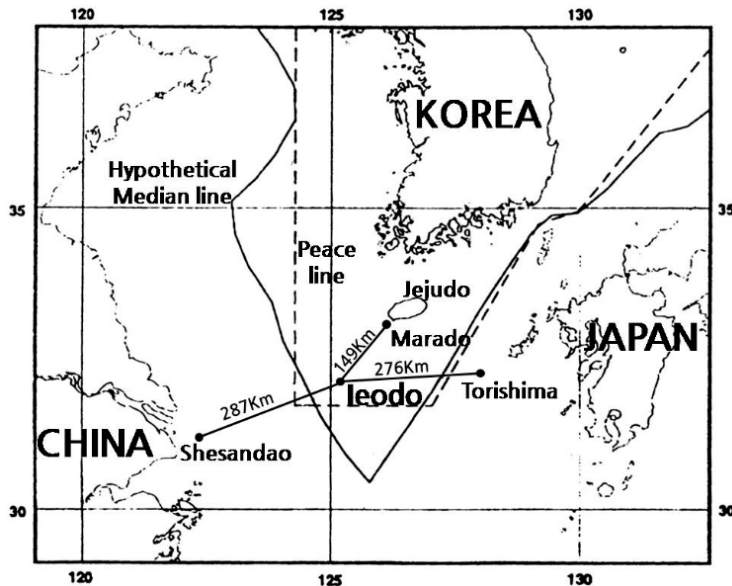 120
125
130
KOREA
Hypothetical
Median line
35
35
Peace
line
Jejudo
Marado
149Km
JAPAN
276Km
Ieodo
Torishima
287Km
CHINA
Shesandao
30
30
120
125
130